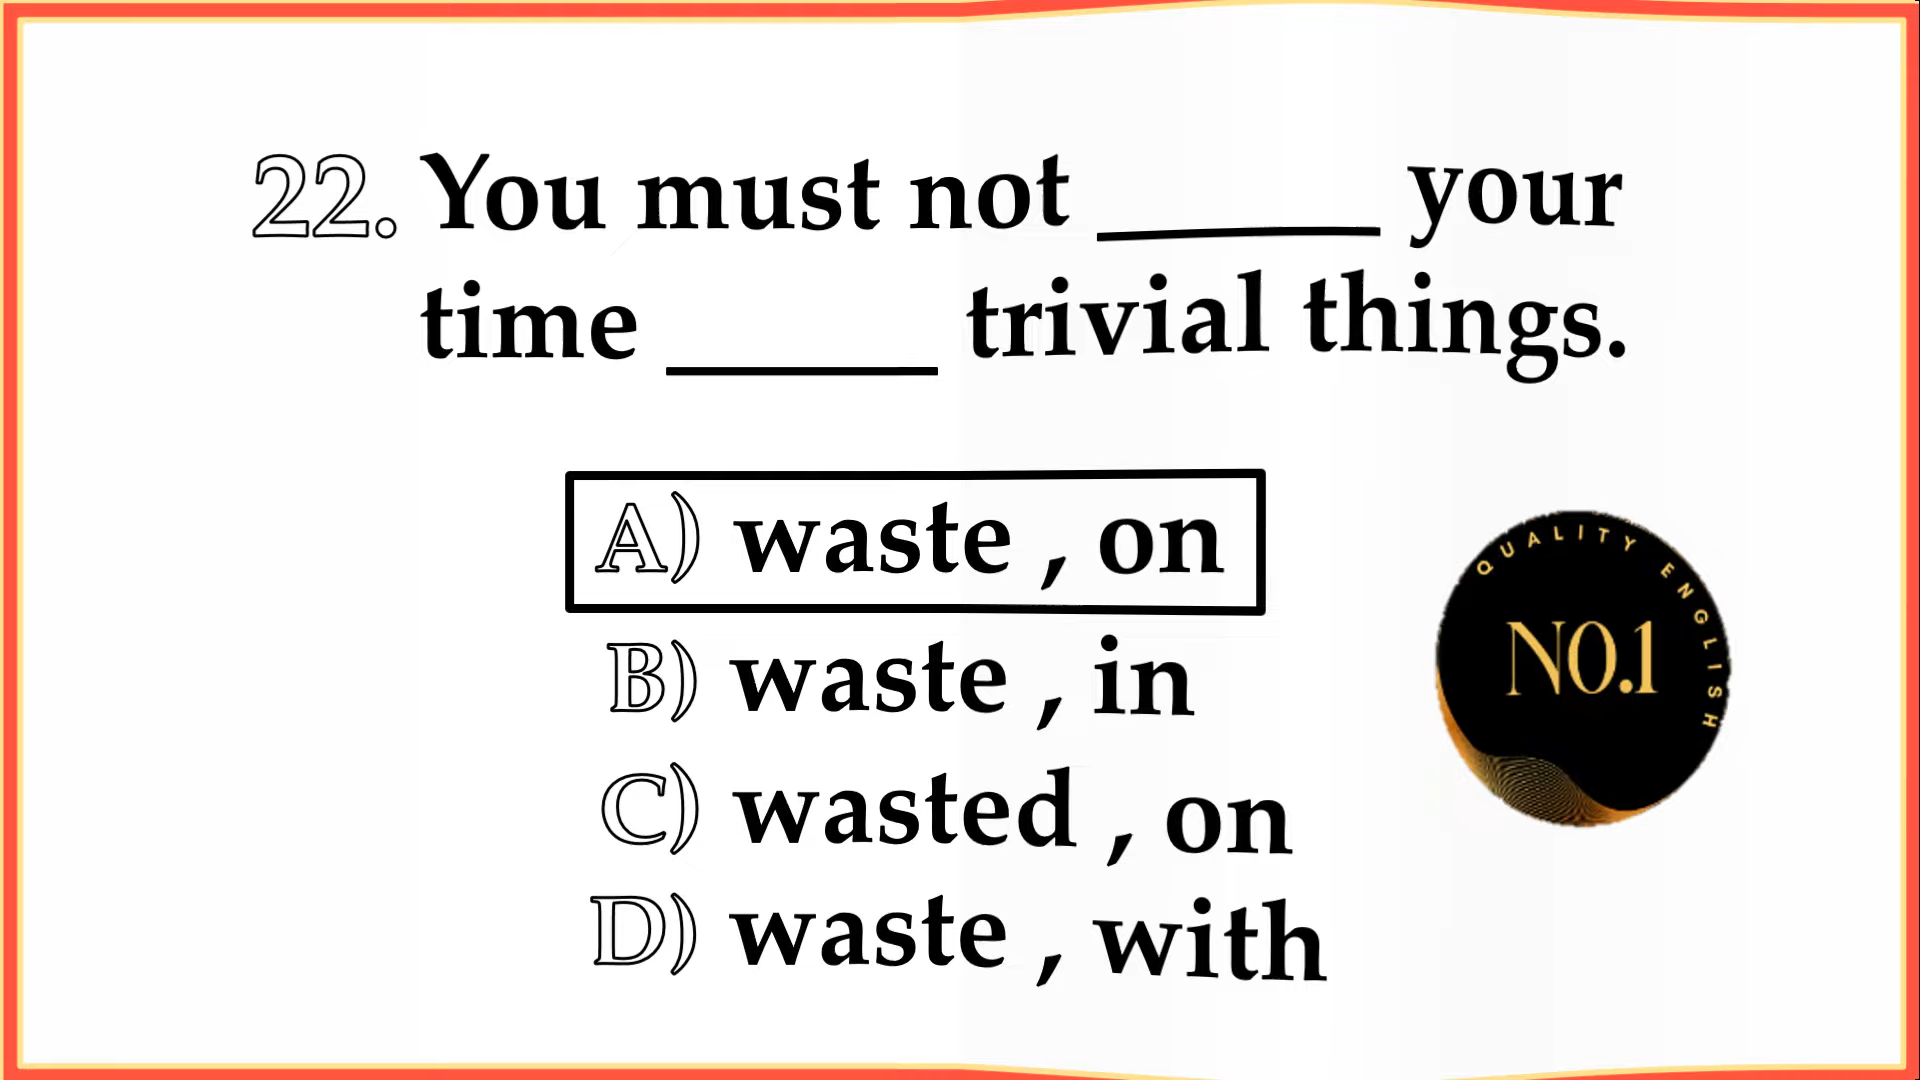 22. You must not ______ your
time ______ trivial things.
A) waste , on
B) waste , in
C) wasted , on
D) waste , with
QUALITY ENGLISH
NO.1